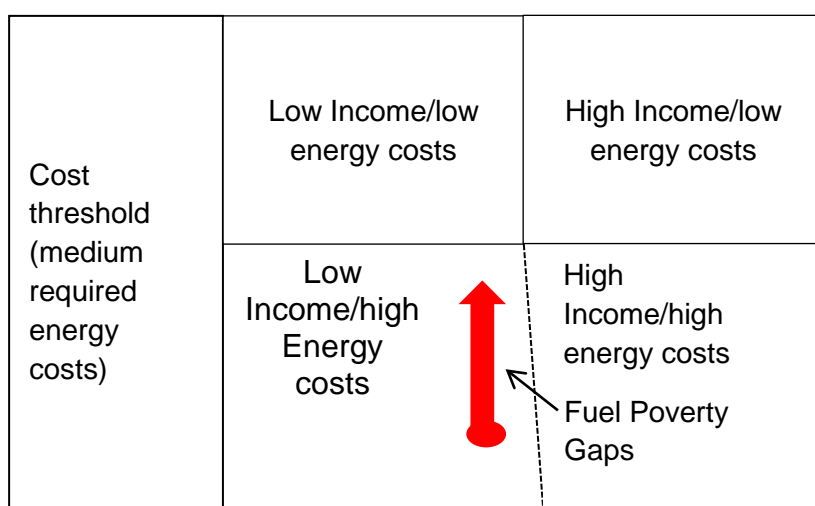 Cost
threshold
(medium
required
energy
costs)
Low Income/low
energy costs
High Income/low
energy costs
Low
Income/high
Energy
costs
High
Income/high
energy costs
Fuel Poverty
Gaps